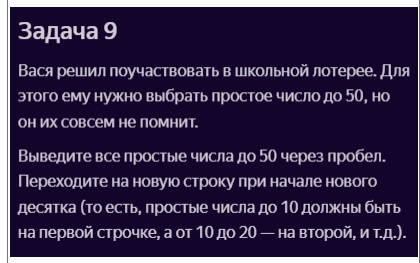 Задача 9
Вася решил поучаствовать в школьной лотерее. Для
этого ему нужно выбрать простое число до 50, но
он их совсем не помнит.
Выведите все простые числа до 50 через пробел.
Переходите на новую строку при начале нового
десятка (то есть, простые числа до 10 должны быть
на первой строчке, а от 10 до 20 — на второй, и т.д.).